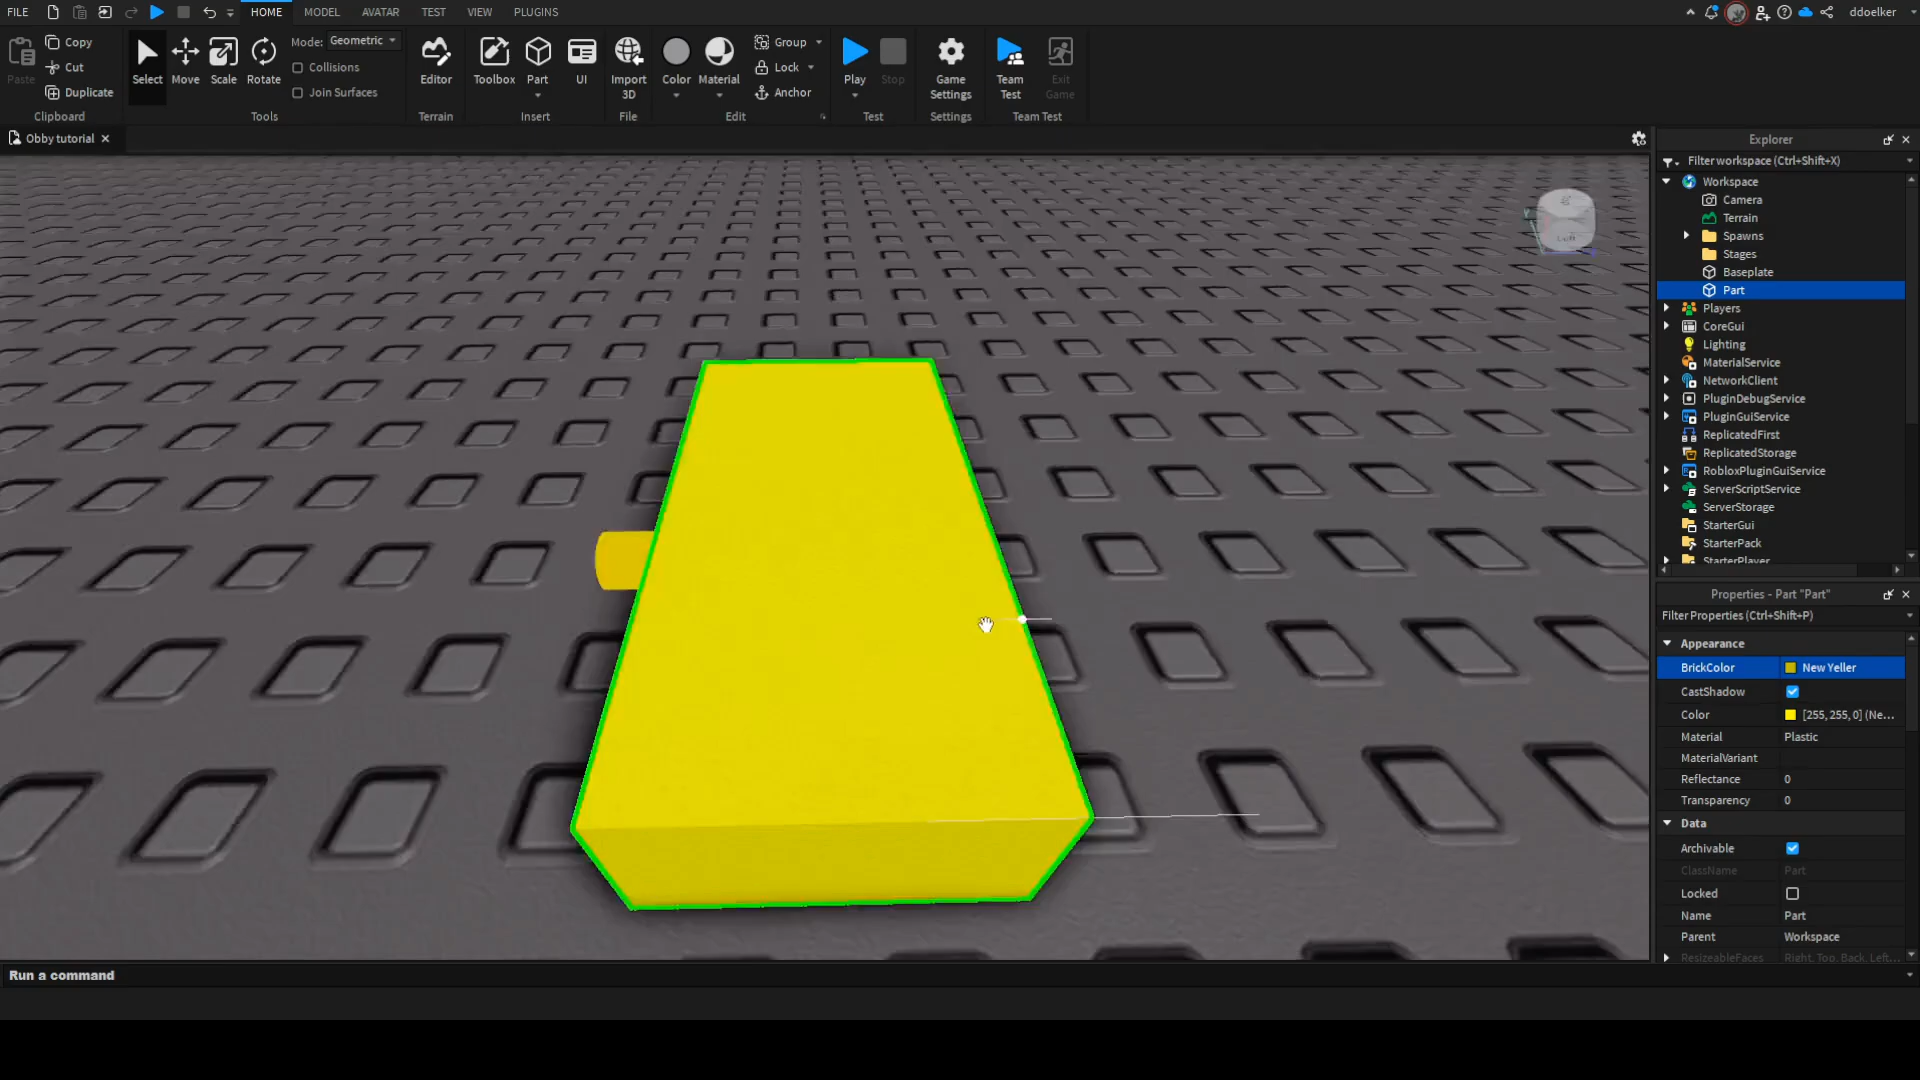 FILE HOME MODEL AVATAR TEST VIEW PLUGINS ddoelker
Paste Copy Cut Duplicate
Clipboard
Select Move Scale Rotate
Mode: Geometric
Collisions
Join Surfaces
Tools
Editor
Terrain
Toolbox Part UI
Insert
Import 3D
File
Color Material
Group
Lock
Anchor
Edit
Play Stop
Test
Game Settings
Settings
Team Test
Exit Game
Team Test
Obby tutorial
Left
Explorer
Filter workspace (Ctrl+Shift+X)
Workspace
Camera
Terrain
Spawns
Stages
Baseplate
Part
Players
CoreGui
Lighting
MaterialService
NetworkClient
PluginDebugService
PluginGuiService
ReplicatedFirst
ReplicatedStorage
RobloxPluginGuiService
ServerScriptService
ServerStorage
StarterGui
StarterPack
StarterPlayer
Properties - Part "Part"
Filter Properties (Ctrl+Shift+P)
Appearance
BrickColor New Yeller
CastShadow
Color [255, 255, 0] (Ne...
Material Plastic
MaterialVariant
Reflectance 0
Transparency 0
Data
Archivable
ClassName Part
Locked
Name Part
Parent Workspace
ResizeableFaces Right, Top, Back, Left...
Run a command